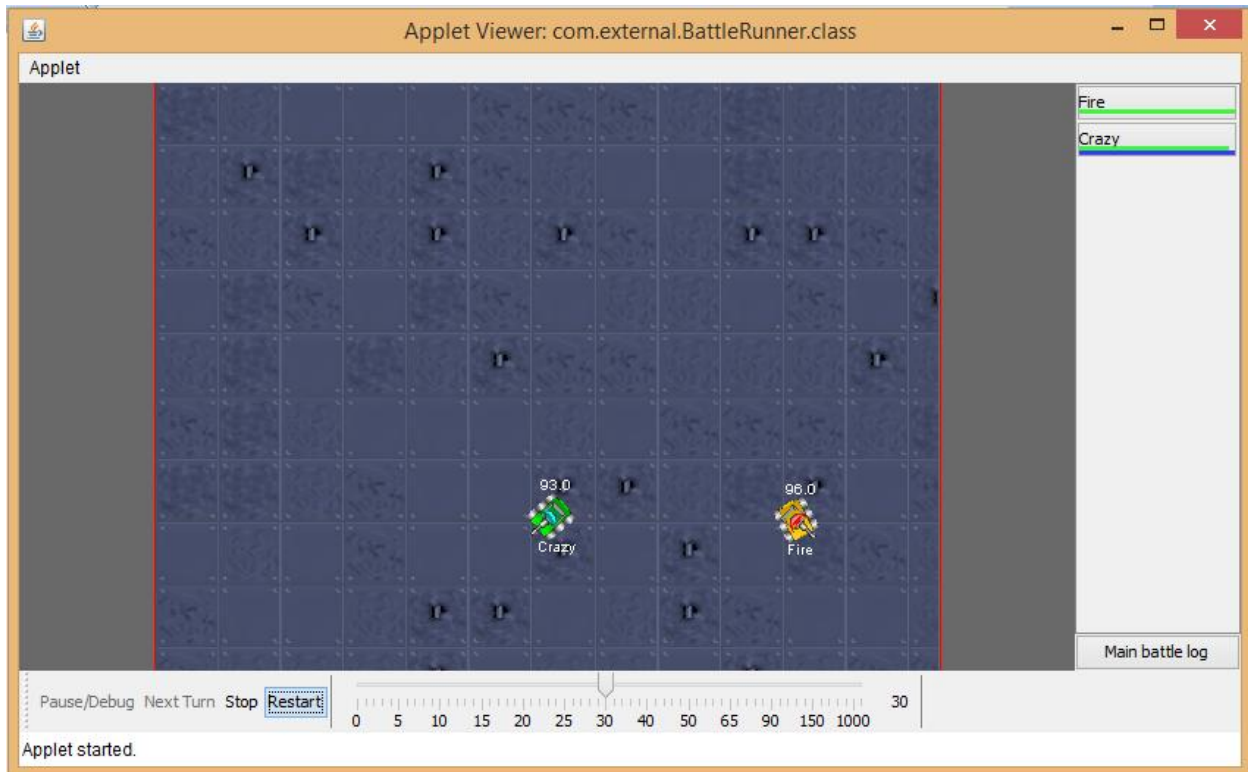 Applet Viewer: com.external.BattleRunner.class
Applet
Fire
Crazy
93.0
Crazy
96.0
Fire
Main battle log
Pause/Debug Next Turn Stop Restart
0 5 10 15 20 25 30 40 50 65 90 150 1000
30
Applet started.